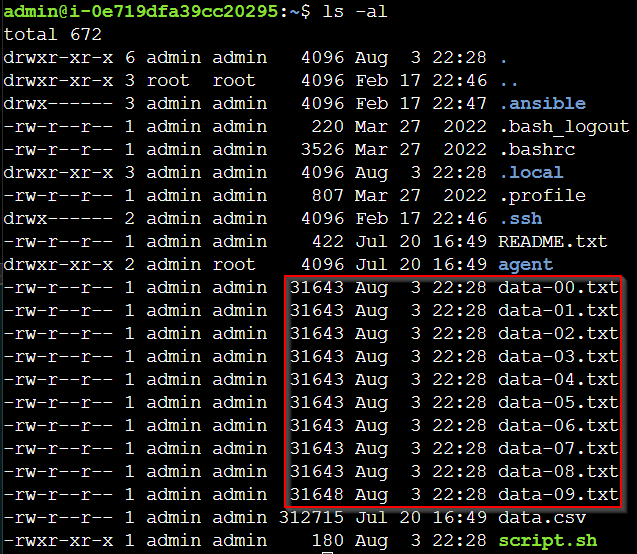 admin@i-0e719dfa39cc20295:~$ ls -al
total 672
drwxr-xr-x 6 admin admin   4096 Aug  3 22:28 .
drwxr-xr-x 3 root  root    4096 Feb 17 22:46 ..
drwx------ 3 admin admin   4096 Feb 17 22:47 .ansible
-rw-r--r-- 1 admin admin    220 Mar 27  2022 .bash_logout
-rw-r--r-- 1 admin admin   3526 Mar 27  2022 .bashrc
drwxr-xr-x 3 admin admin   4096 Aug  3 22:28 .local
-rw-r--r-- 1 admin admin    807 Mar 27  2022 .profile
drwx------ 2 admin admin   4096 Feb 17 22:46 .ssh
-rw-r--r-- 1 admin admin    422 Jul 20 16:49 README.txt
drwxr-xr-x 2 admin root    4096 Jul 20 16:49 agent
-rw-r--r-- 1 admin admin  31643 Aug  3 22:28 data-00.txt
-rw-r--r-- 1 admin admin  31643 Aug  3 22:28 data-01.txt
-rw-r--r-- 1 admin admin  31643 Aug  3 22:28 data-02.txt
-rw-r--r-- 1 admin admin  31643 Aug  3 22:28 data-03.txt
-rw-r--r-- 1 admin admin  31643 Aug  3 22:28 data-04.txt
-rw-r--r-- 1 admin admin  31643 Aug  3 22:28 data-05.txt
-rw-r--r-- 1 admin admin  31643 Aug  3 22:28 data-06.txt
-rw-r--r-- 1 admin admin  31643 Aug  3 22:28 data-07.txt
-rw-r--r-- 1 admin admin  31643 Aug  3 22:28 data-08.txt
-rw-r--r-- 1 admin admin  31648 Aug  3 22:28 data-09.txt
-rw-r--r-- 1 admin admin 312715 Jul 20 16:49 data.csv
-rwxr-xr-x 1 admin admin    180 Aug  3 22:28 script.sh